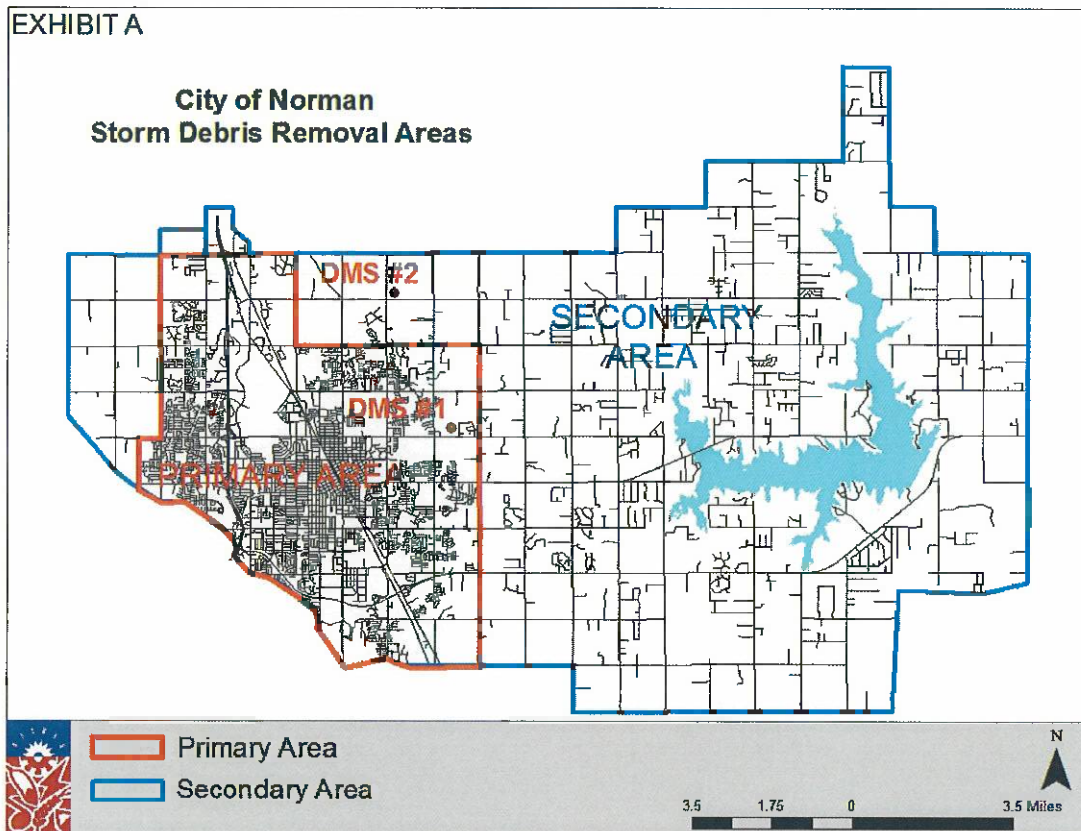 EXHIBIT A
City of Norman
Storm Debris Removal Areas
DMS #2
SECONDARY
AREA
DMS #1
PRIMARY AREA
Primary Area
Secondary Area
N
3.5 1.75 0 3.5 Miles